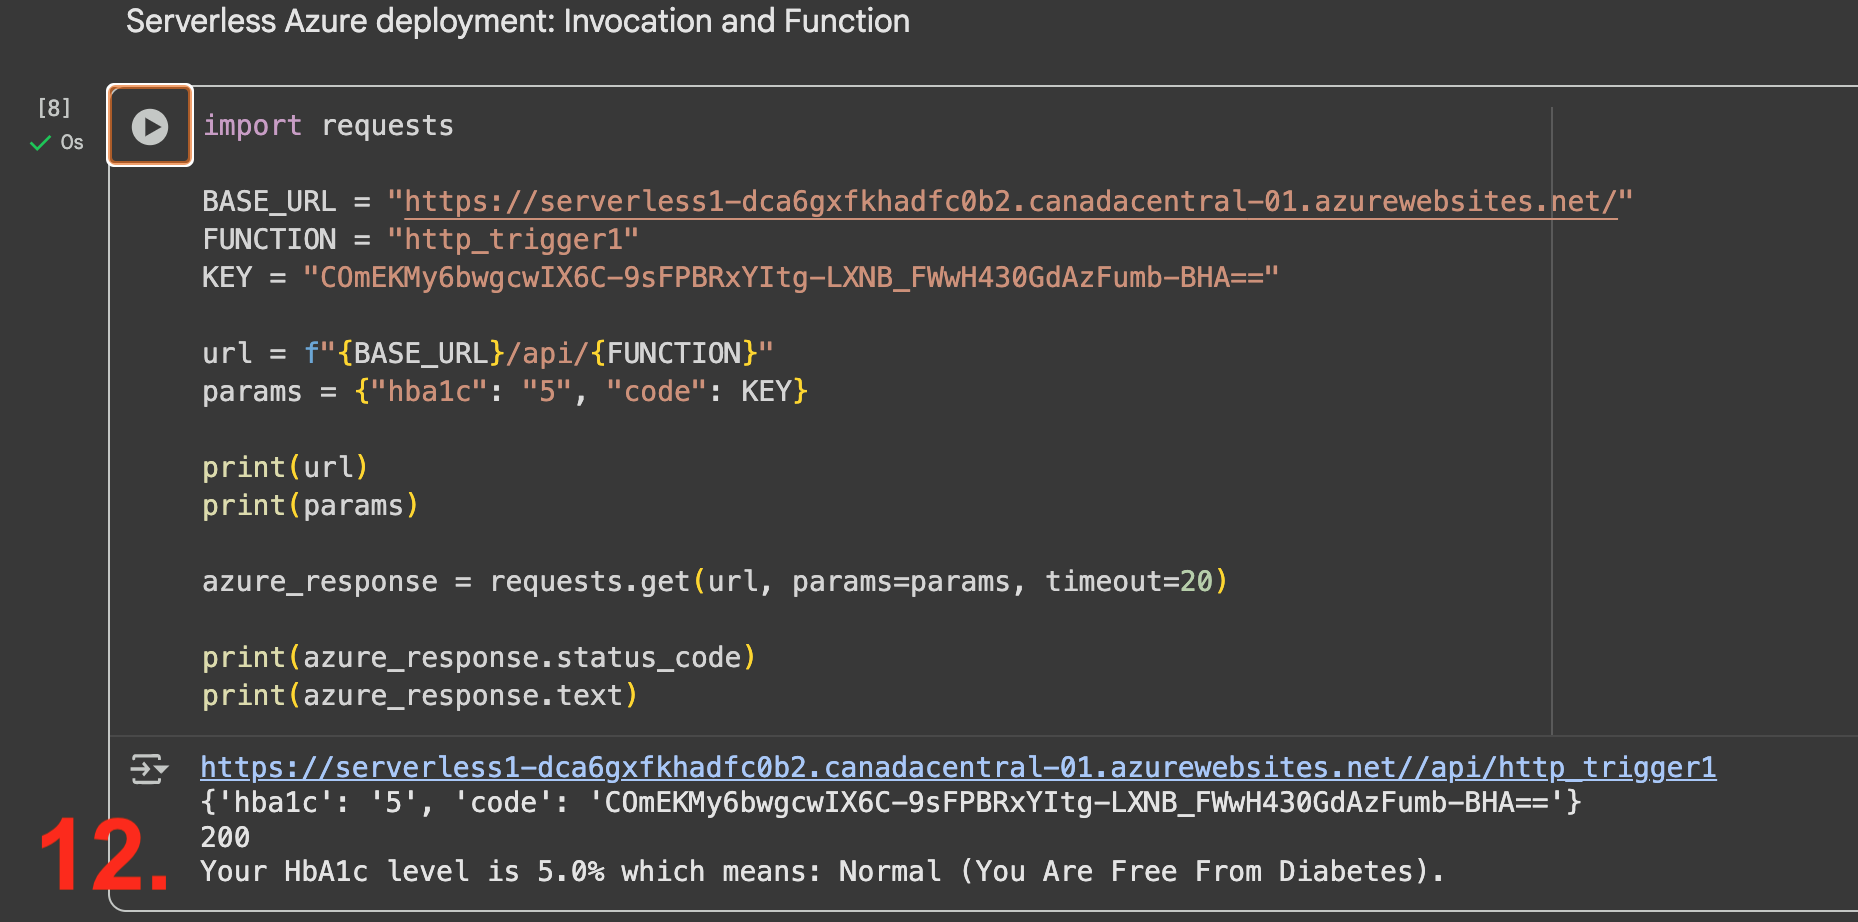 Serverless Azure deployment: Invocation and Function
[8]
0s
import requests
BASE_URL = "https://serverless1-dca6gxfkhadfc0b2.canadacentral-01.azurewebsites.net/"
FUNCTION = "http_trigger1"
KEY = "COmEKMy6bwgcwIX6C-9sFPBRxYItg-LXNB_FWwH430GdAzFumb-BHA=="
url = f"{BASE_URL}/api/{FUNCTION}"
params = {"hba1c": "5", "code": KEY}
print(url)
print(params)
azure_response = requests.get(url, params=params, timeout=20)
print(azure_response.status_code)
print(azure_response.text)
https://serverless1-dca6gxfkhadfc0b2.canadacentral-01.azurewebsites.net//api/http_trigger1
{'hba1c': '5', 'code': 'COmEKMy6bwgcwIX6C-9sFPBRxYItg-LXNB_FWwH430GdAzFumb-BHA=='}
200
Your HbA1c level is 5.0% which means: Normal (You Are Free From Diabetes).
12.